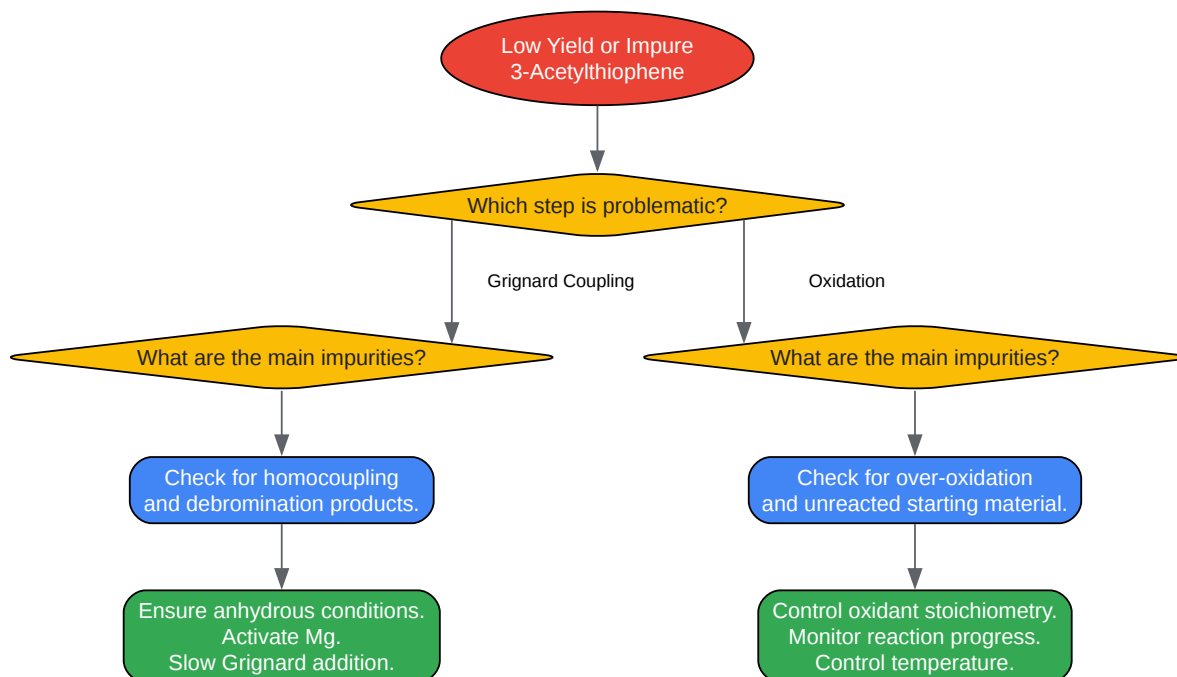 Low Yield or Impure
3-Acetylthiophene
Which step is problematic?
Grignard Coupling
Oxidation
What are the main impurities?
What are the main impurities?
Check for homocoupling
and debromination products.
Check for over-oxidation
and unreacted starting material.
Ensure anhydrous conditions.
Activate Mg.
Slow Grignard addition.
Control oxidant stoichiometry.
Monitor reaction progress.
Control temperature.